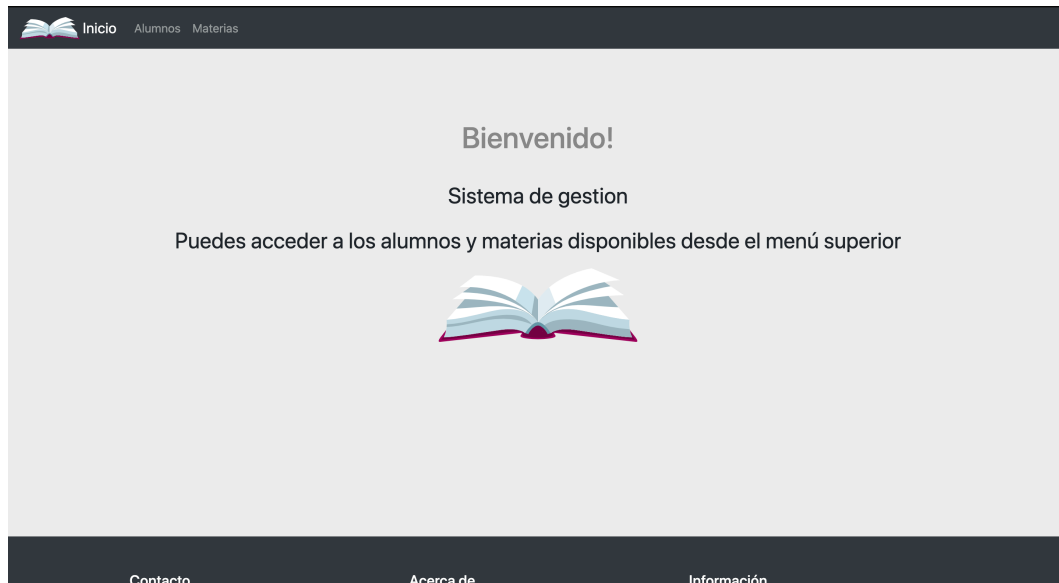 Inicio Alumnos Materias
Bienvenido!
Sistema de gestion
Puedes acceder a los alumnos y materias disponibles desde el menú superior
Contacto Acerca de Información